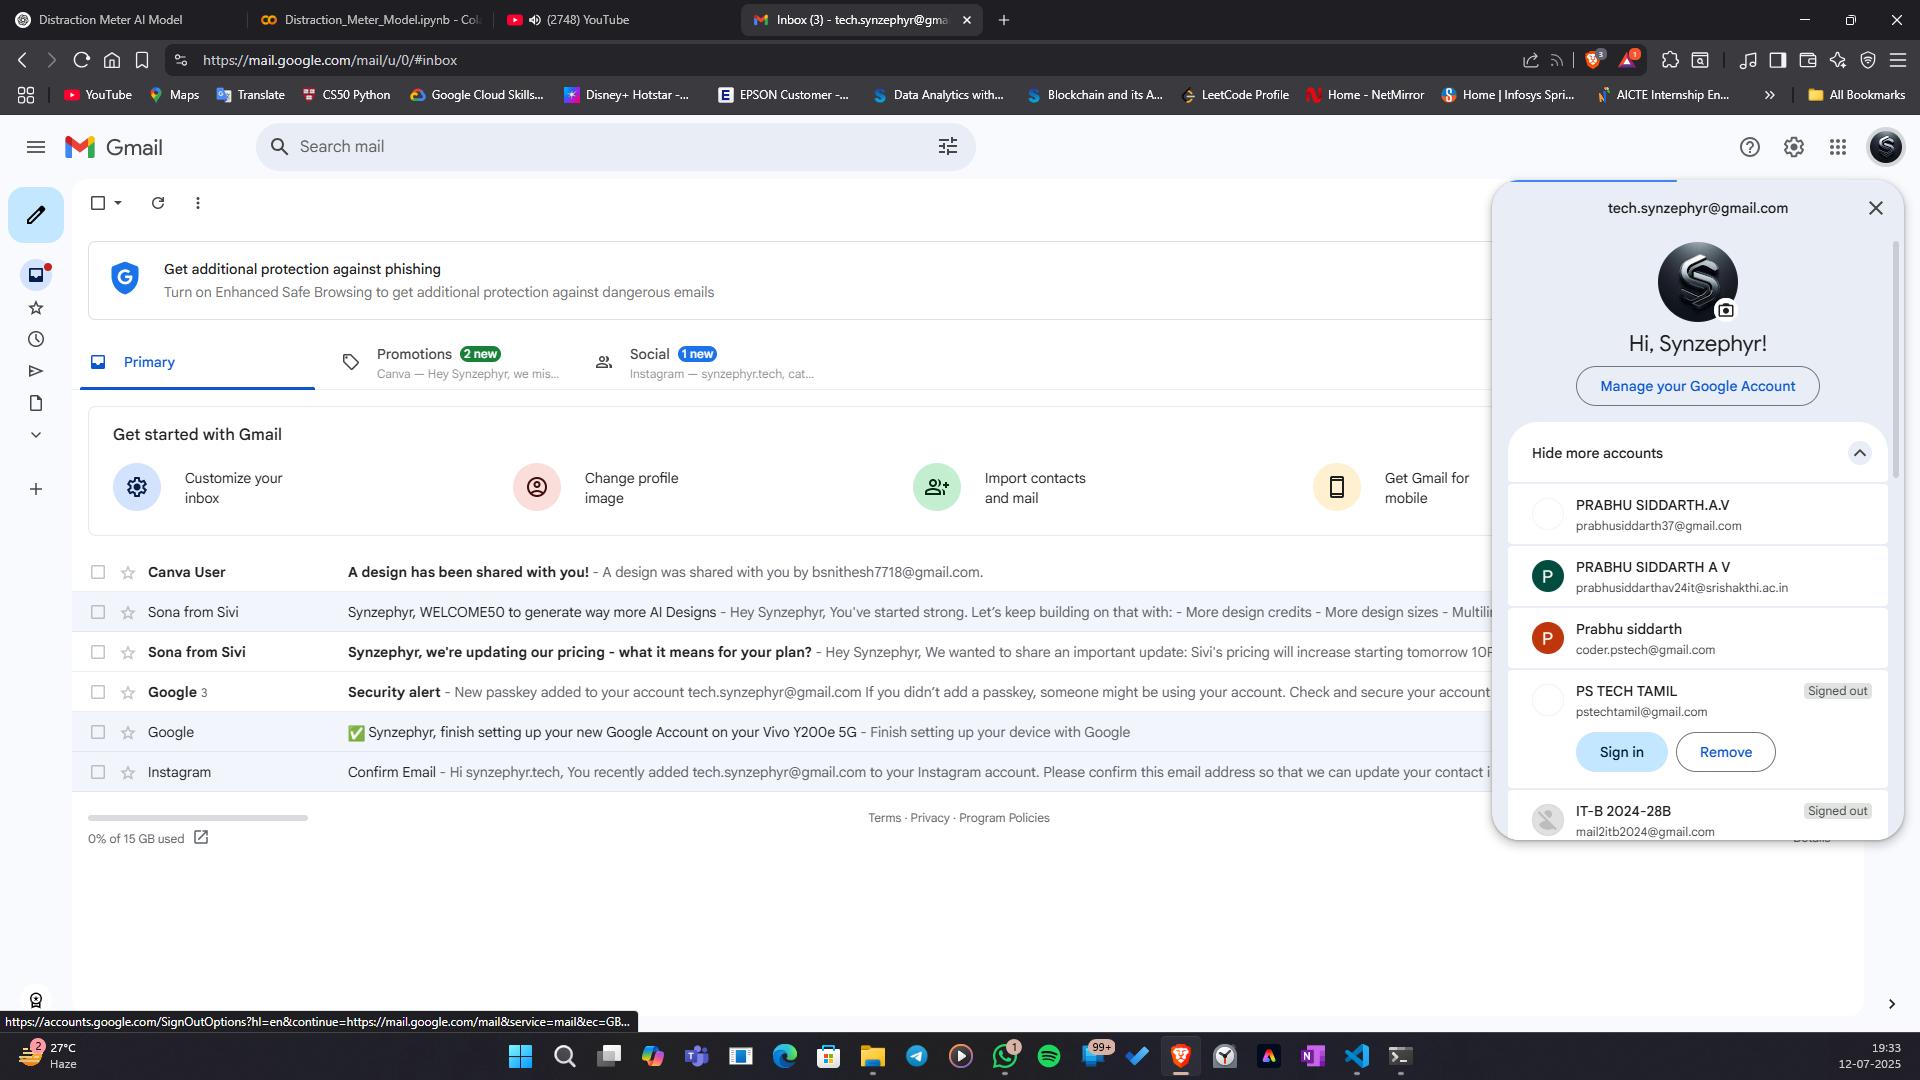 Distraction Meter AI Model
Distraction_Meter_Model.ipynb - Col
(2748) YouTube
Inbox (3) - tech.synzephyr@gma
https://mail.google.com/mail/u/0/#inbox
3
1
YouTube
Maps
Translate
CS50 Python
Google Cloud Skills...
Disney+ Hotstar -...
EPSON Customer -...
Data Analytics with...
Blockchain and its A...
LeetCode Profile
Home - NetMirror
Home | Infosys Spri...
AICTE Internship En...
All Bookmarks
Gmail
Search mail
Get additional protection against phishing
Turn on Enhanced Safe Browsing to get additional protection against dangerous emails
Primary
Promotions 2 new
Canva — Hey Synzephyr, we mis...
Social 1 new
Instagram — synzephyr.tech, cat...
Get started with Gmail
Customize your
inbox
Change profile
image
Import contacts
and mail
Get Gmail for
mobile
Canva User A design has been shared with you! - A design was shared with you by bsnithesh7718@gmail.com.
Sona from Sivi Synzephyr, WELCOME50 to generate way more AI Designs - Hey Synzephyr, You've started strong. Let's keep building on that with: - More design credits - More design sizes - Multilin
Sona from Sivi Synzephyr, we're updating our pricing - what it means for your plan? - Hey Synzephyr, We wanted to share an important update: Sivi's pricing will increase starting tomorrow 10P
Google 3 Security alert - New passkey added to your account tech.synzephyr@gmail.com If you didn't add a passkey, someone might be using your account. Check and secure your account
Google ✅ Synzephyr, finish setting up your new Google Account on your Vivo Y200e 5G - Finish setting up your device with Google
Instagram Confirm Email - Hi synzephyr.tech, You recently added tech.synzephyr@gmail.com to your Instagram account. Please confirm this email address so that we can update your contact i
0% of 15 GB used
Terms · Privacy · Program Policies
tech.synzephyr@gmail.com
Hi, Synzephyr!
Manage your Google Account
Hide more accounts
PRABHU SIDDARTH.A.V
prabhusiddarth37@gmail.com
P
PRABHU SIDDARTH A V
prabhusiddarthav24it@srishakthi.ac.in
P
Prabhu siddarth
coder.pstech@gmail.com
PS TECH TAMIL
Signed out
pstechtamil@gmail.com
Sign in
Remove
IT-B 2024-28B
Signed out
mail2itb2024@gmail.com
Details
https://accounts.google.com/SignOutOptions?hl=en&continue=https://mail.google.com/mail&service=mail&ec=GB...
2
27°C
Haze
1
99+
19:33
12-07-2025